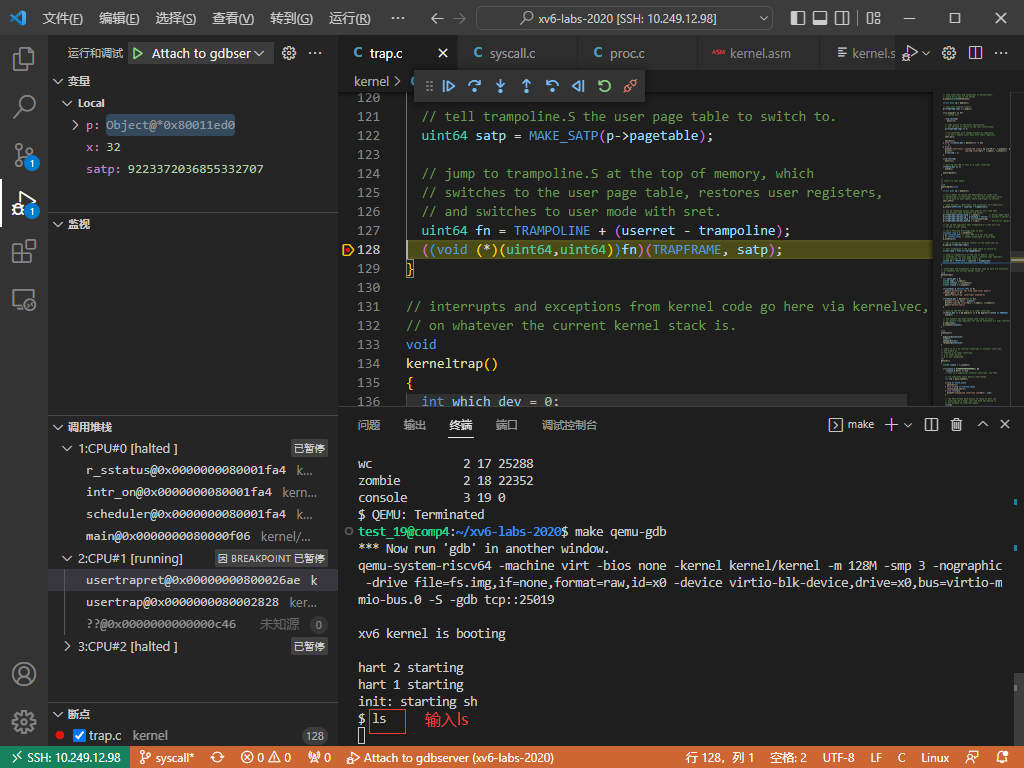 文件(F) 编辑(E) 选择(S) 查看(V) 转到(G) 运行(R) ··· xv6-labs-2020 [SSH: 10.249.12.98]
运行和调试 Attach to gdbser
变量
Local
p: Object@*0x80011ed0
x: 32
satp: 9223372036855332707
监视
调用堆栈
1:CPU#0 [halted ] 已暂停
r_sstatus@0x0000000080001fa4 k...
intr_on@0x0000000080001fa4 kern...
scheduler@0x0000000080001fa4 k...
main@0x0000000080000f06 kernel/...
2:CPU#1 [running] 因 BREAKPOINT 已暂停
usertrapret@0x00000000800026ae k
usertrap@0x0000000080002828 ker...
??@0x0000000000000c46 未知源 0
3:CPU#2 [halted ] 已暂停
断点
trap.c kernel 128
trap.c syscall.c proc.c kernel.asm kernel.s
kernel >
120
121 // tell trampoline.S the user page table to switch to.
122 uint64 satp = MAKE_SATP(p->pagetable);
123
124 // jump to trampoline.S at the top of memory, which
125 // switches to the user page table, restores user registers,
126 // and switches to user mode with sret.
127 uint64 fn = TRAMPOLINE + (userret - trampoline);
128 ((void (*)(uint64,uint64))fn)(TRAPFRAME, satp);
129 }
130
131 // interrupts and exceptions from kernel code go here via kernelvec,
132 // on whatever the current kernel stack is.
133 void
134 kerneltrap()
135 {
136 int which_dev = 0;
问题 输出 终端 端口 调试控制台 make
wc 2 17 25288
zombie 2 18 22352
console 3 19 0
$ QEMU: Terminated
test_19@comp4:~/xv6-labs-2020$ make qemu-gdb
*** Now run 'gdb' in another window.
qemu-system-riscv64 -machine virt -bios none -kernel kernel/kernel -m 128M -smp 3 -nographic
-drive file=fs.img,if=none,format=raw,id=x0 -device virtio-blk-device,drive=x0,bus=virtio-m
mio-bus.0 -S -gdb tcp::25019
xv6 kernel is booting
hart 2 starting
hart 1 starting
init: starting sh
$ ls 输入ls
SSH: 10.249.12.98 syscall* 0 0 0 Attach to gdbserver (xv6-labs-2020) 行 128，列 1 空格: 2 UTF-8 LF C Linux